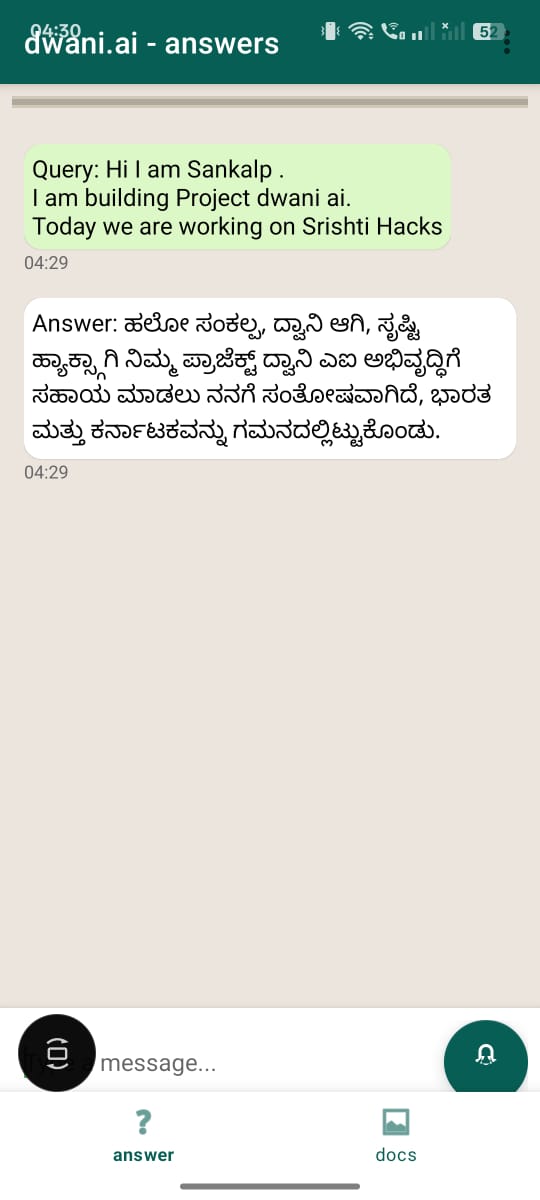 04:30
52
dwani.ai - answers
Query: Hi I am Sankalp .
I am building Project dwani ai.
Today we are working on Srishti Hacks
04:29
Answer: ಹಲೋ ಸಂಕಲ್ಪ, ದ್ವಾನಿ ಆಗಿ, ಸೃಷ್ಟಿ
ಹ್ಯಾಕ್ಸ್ಗಾಗಿ ನಿಮ್ಮ ಪ್ರಾಜೆಕ್ಟ್ ದ್ವಾನಿ ಎಐ ಅಭಿವೃದ್ಧಿಗೆ
ಸಹಾಯ ಮಾಡಲು ನನಗೆ ಸಂತೋಷವಾಗಿದೆ, ಭಾರತ
ಮತ್ತು ಕರ್ನಾಟಕವನ್ನು ಗಮನದಲ್ಲಿಟ್ಟುಕೊಂಡು.
04:29
message...
answer
docs